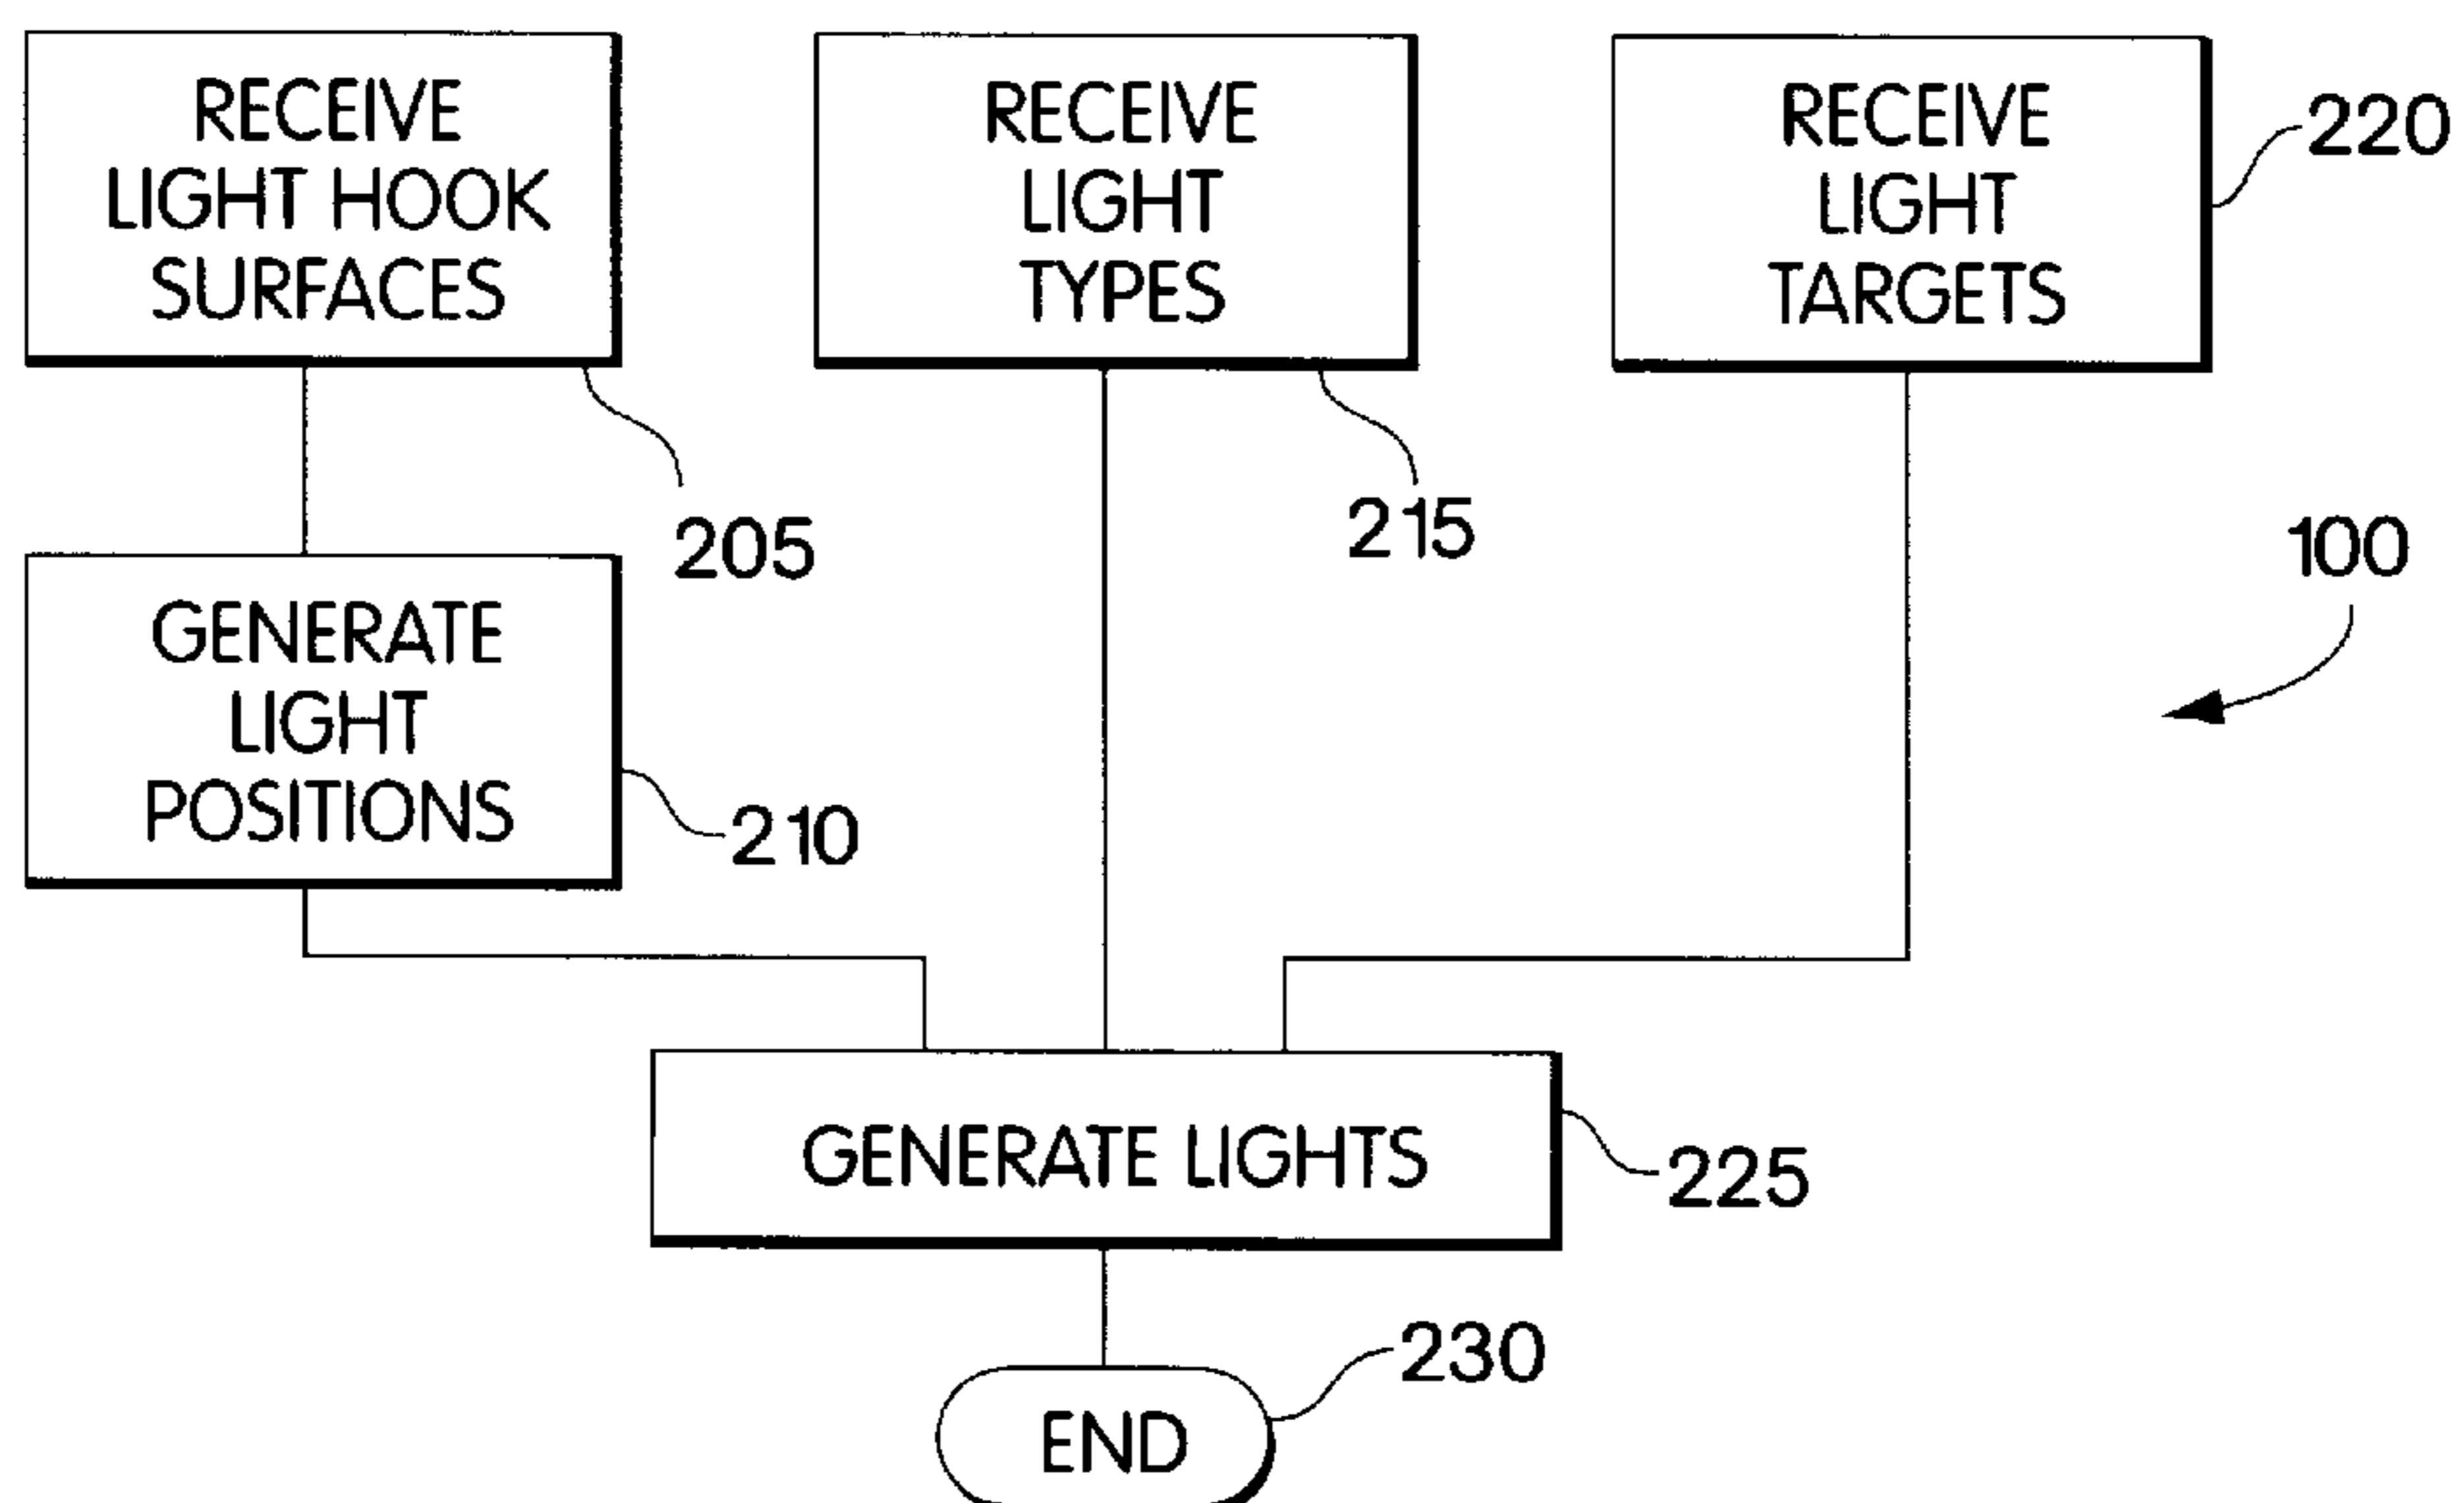 RECEIVE
LIGHT HOOK
SURFACES
205
RECEIVE
LIGHT
TYPES
215
RECEIVE
LIGHT
TARGETS
220
100
GENERATE
LIGHT
POSITIONS
210
GENERATE LIGHTS
225
END
230